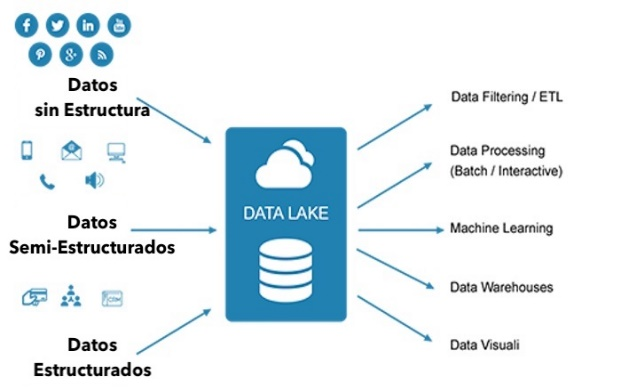 Datos
sin Estructura
Datos
Semi-Estructurados
Datos
Estructurados
DATA LAKE
Data Filtering / ETL
Data Processing
(Batch / Interactive)
Machine Learning
Data Warehouses
Data Visuali